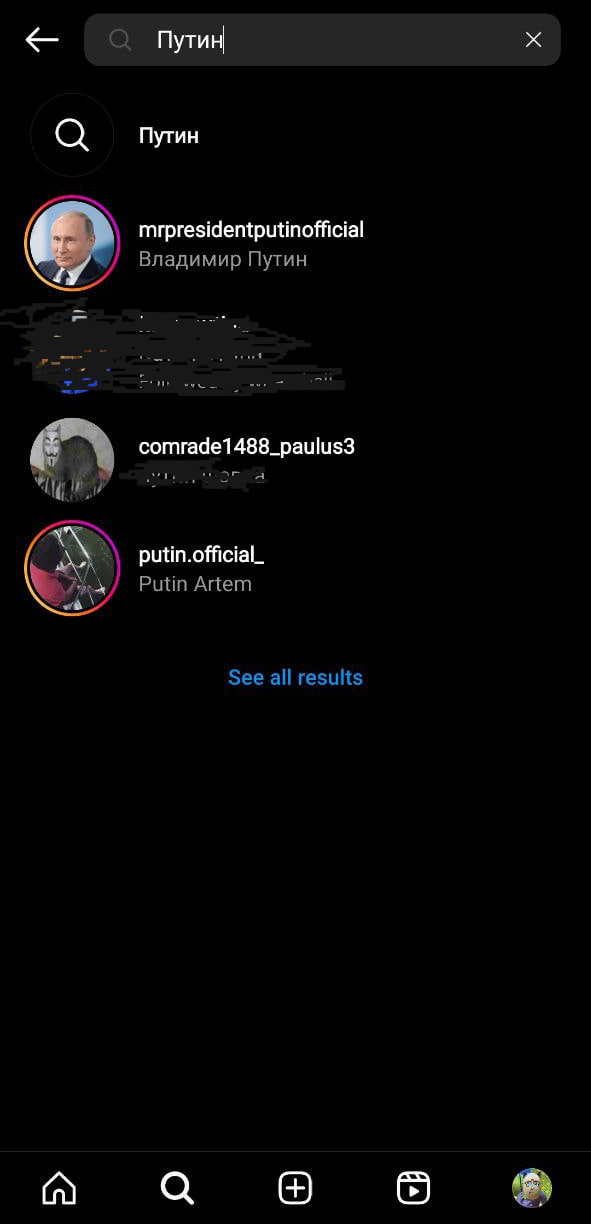 Путин
Путин
mrpresidentputinofficial
Владимир Путин
comrade1488_paulus3
putin.official_
Putin Artem
See all results